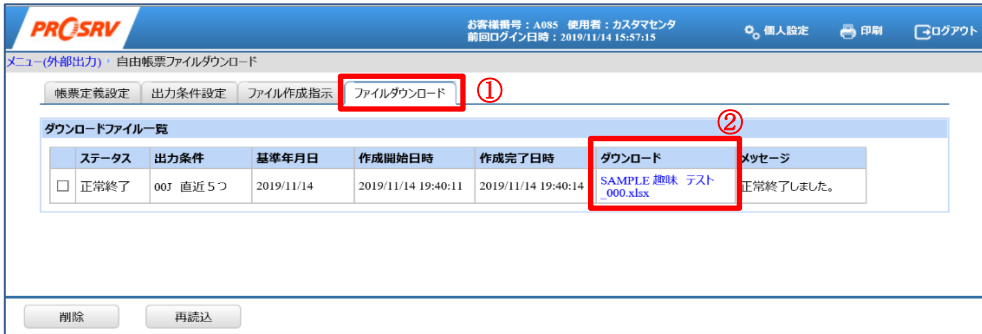 PROSRV
お客様番号：A085 使用者：カスタマセンタ
前回ログイン日時：2019/11/14 15:57:15
個人設定
印刷
ログアウト
メニュー(外部出力) › 自由帳票ファイルダウンロード
帳票定義設定 出力条件設定 ファイル作成指示 ファイルダウンロード ①
ダウンロードファイル一覧 ②
ステータス 出力条件 基準年月日 作成開始日時 作成完了日時 ダウンロード メッセージ
正常終了 00J 直近５つ 2019/11/14 2019/11/14 19:40:11 2019/11/14 19:40:14 SAMPLE 趣味 テスト 正常終了しました。
_000.xlsx
削除 再読込